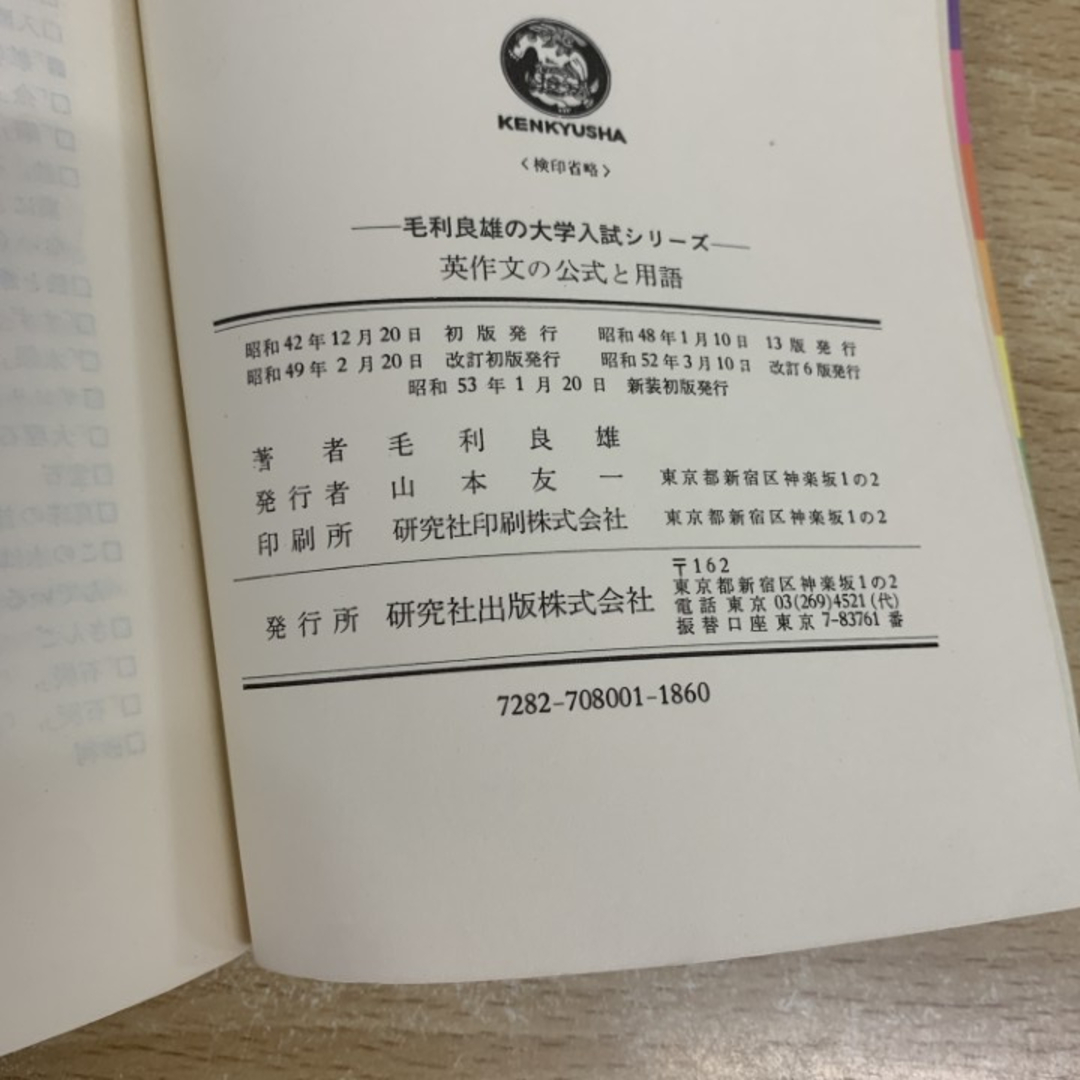 KENKYUSHA
〈検印省略〉
――毛利良雄の大学入試シリーズ――
英作文の公式と用語
昭和42年12月20日 初版発行 昭和48年1月10日 13版発行
昭和49年2月20日 改訂初版発行 昭和52年3月10日 改訂6版発行
昭和53年1月20日 新装初版発行
著者 毛利良雄
発行者 山本友一 東京都新宿区神楽坂1の2
印刷所 研究社印刷株式会社 東京都新宿区神楽坂1の2
発行所 研究社出版株式会社
〒162
東京都新宿区神楽坂1の2
電話 東京 03(269)4521(代)
振替口座東京 7-83761 番
7282-708001-1860